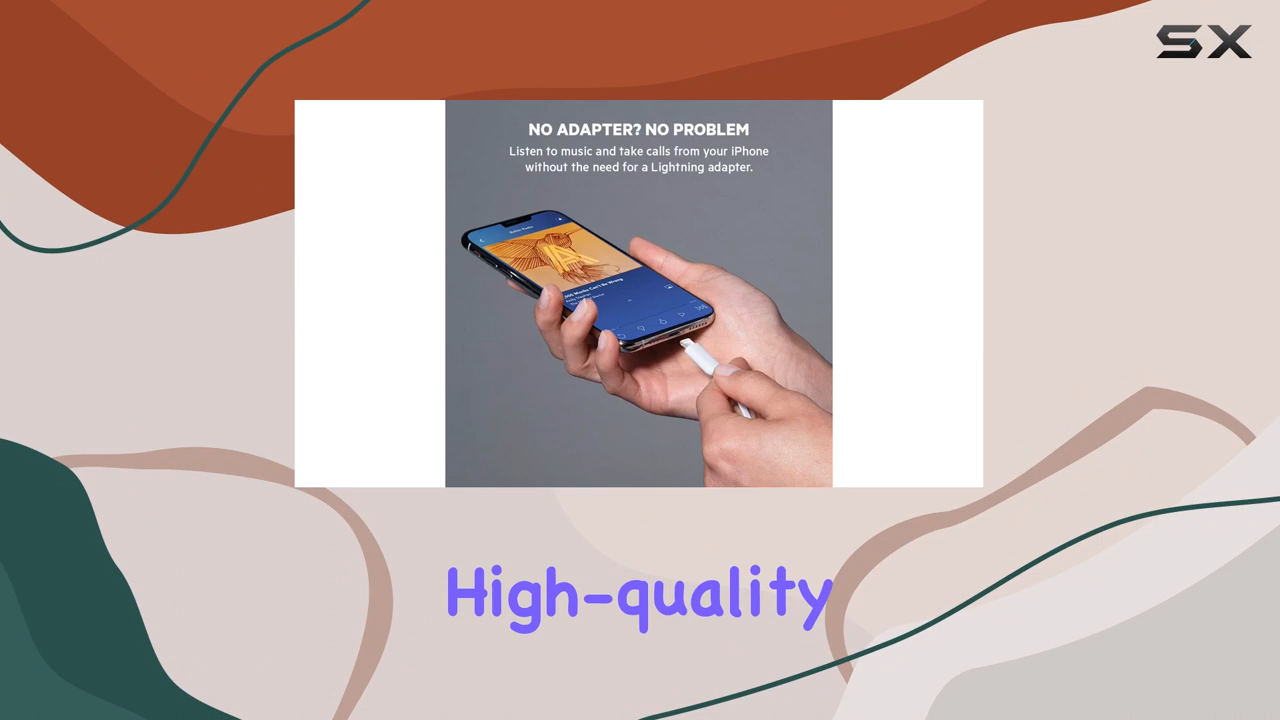 SX
NO ADAPTER? NO PROBLEM
Listen to music and take calls from your iPhone
without the need for a Lightning adapter.
High-quality